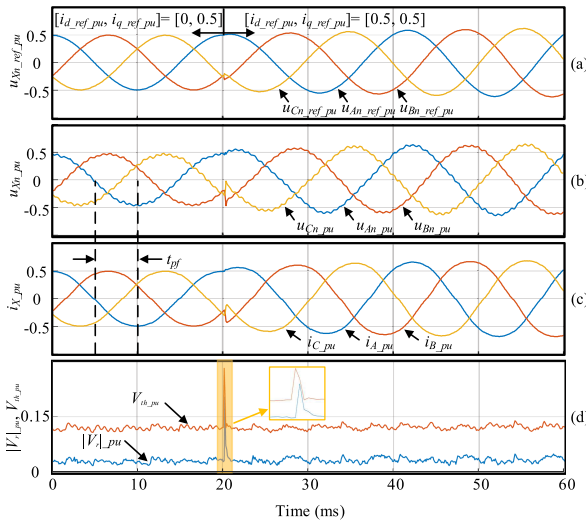 [i_d_ref_pu, i_q_ref_pu]= [0, 0.5] [i_d_ref_pu, i_q_ref_pu]= [0.5, 0.5]
u_Xn_ref_pu
0.5
0
-0.5
u_Cn_ref_pu u_An_ref_pu u_Bn_ref_pu
(a)
u_Xn_pu
0.5
0
-0.5
u_Cn_pu u_An_pu u_Bn_pu
(b)
t_pf
i_X_pu
0.5
0
-0.5
i_C_pu i_A_pu i_B_pu
(c)
|V_s|_pu, V_th_pu
0.15
0
V_th_pu
|V_s|_pu
(d)
0 10 20 30 40 50 60
Time (ms)